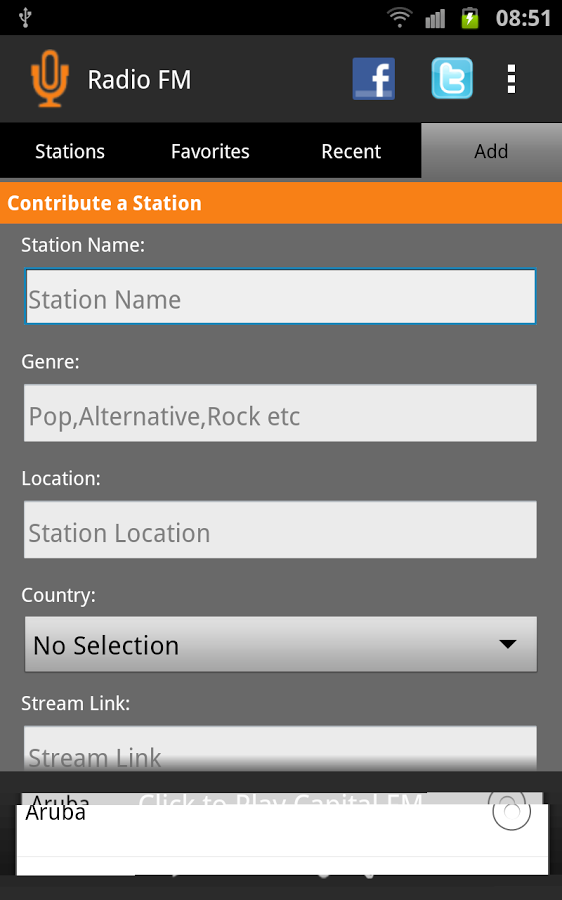 08:51
Radio FM
Stations Favorites Recent Add
Contribute a Station
Station Name:
Station Name
Genre:
Pop,Alternative,Rock etc
Location:
Station Location
Country:
No Selection
Stream Link:
Stream Link
Aruba Click to Play Capital FM
Aruba